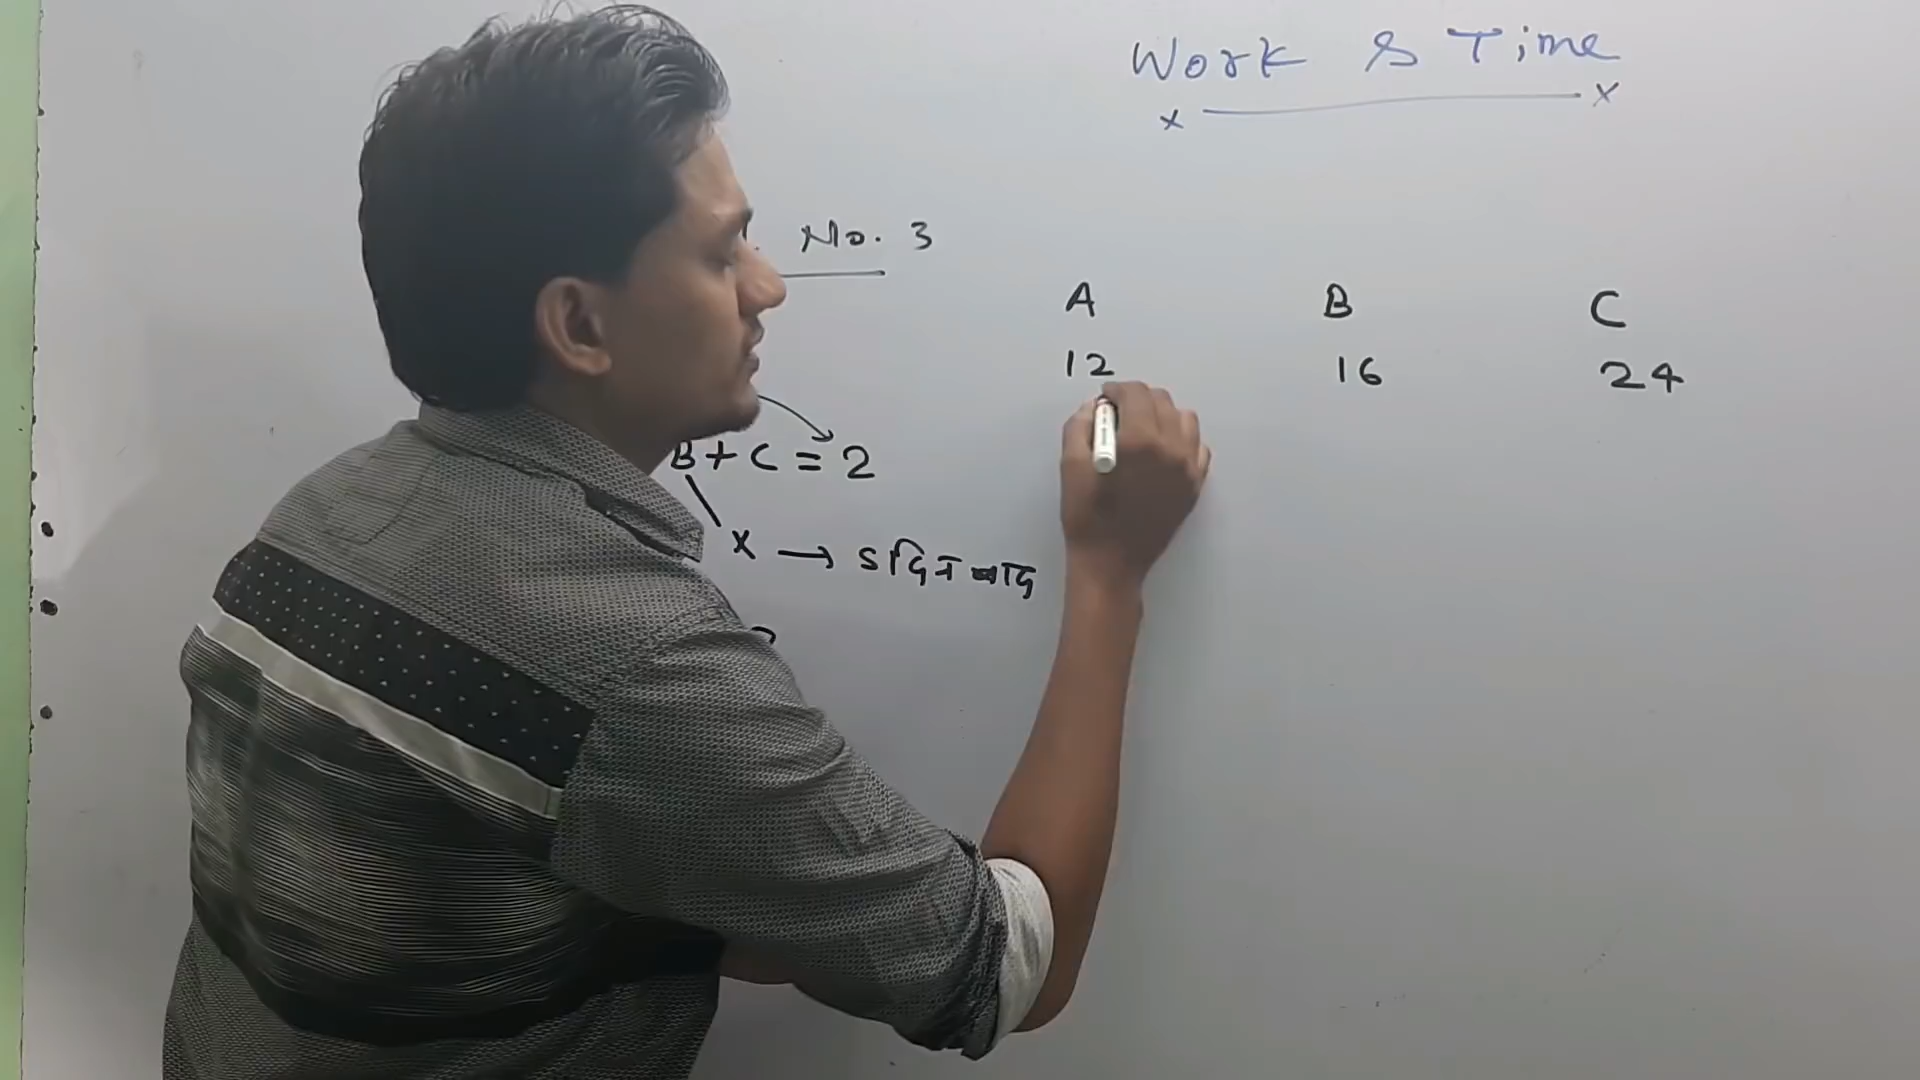 Work & Time
x x
No. 3
A B C
12 16 24
B + C = 2
x →